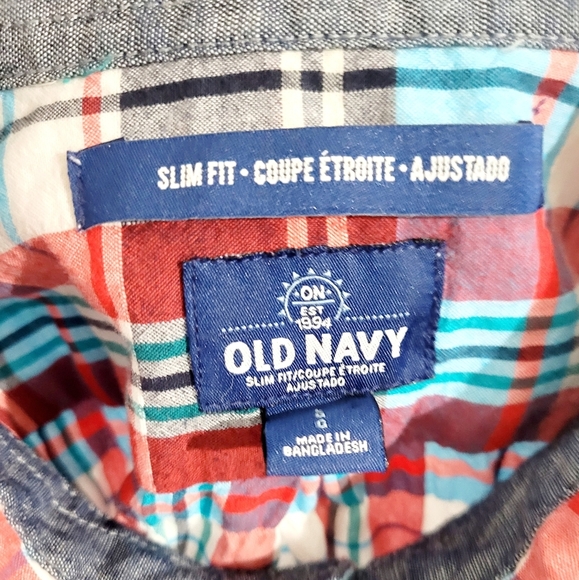 SLIM FIT • COUPE ÉTROITE • AJUSTADO
ON
EST
1994
OLD NAVY
SLIM FIT/COUPE ÉTROITE
AJUSTADO
MADE IN
BANGLADESH